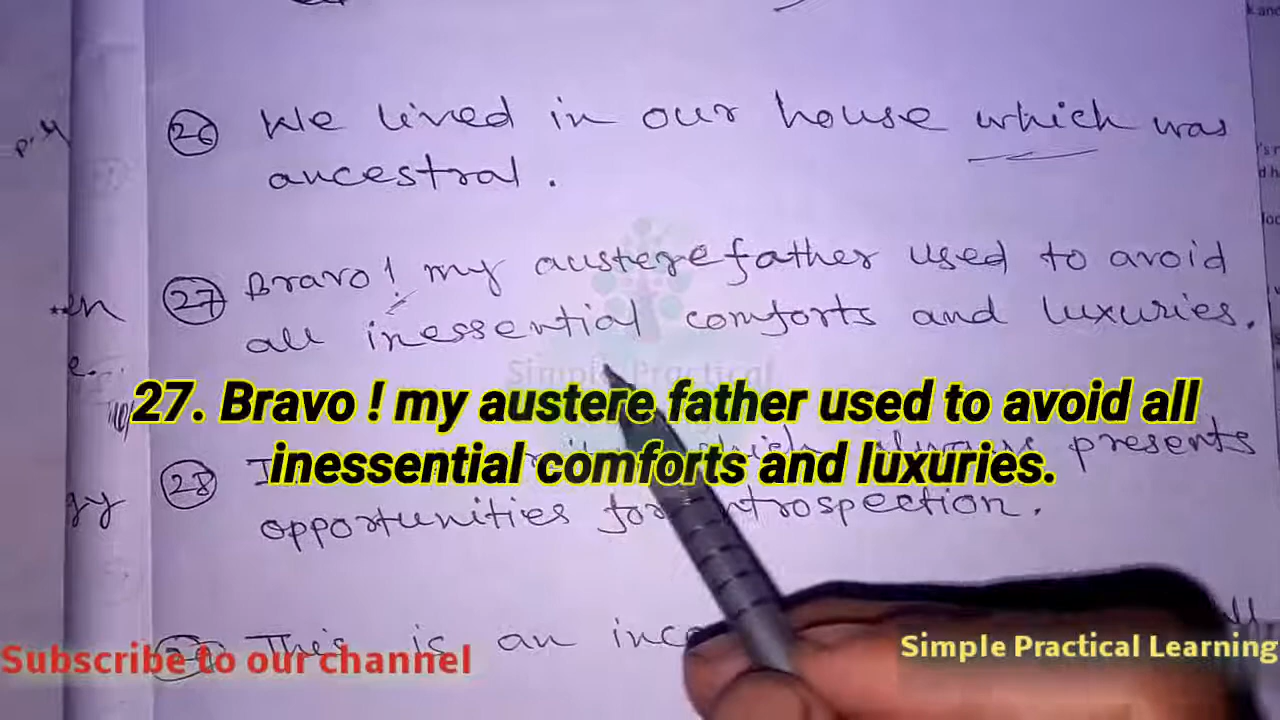 26 We lived in our house which was
ancestral.
27 Bravo! my austere father used to avoid
all inessential comforts and luxuries.
Simple Practical
27. Bravo ! my austere father used to avoid all
inessential comforts and luxuries.
28 presents
opportunities for introspection.
This is an
Subscribe to our channel
Simple Practical Learning